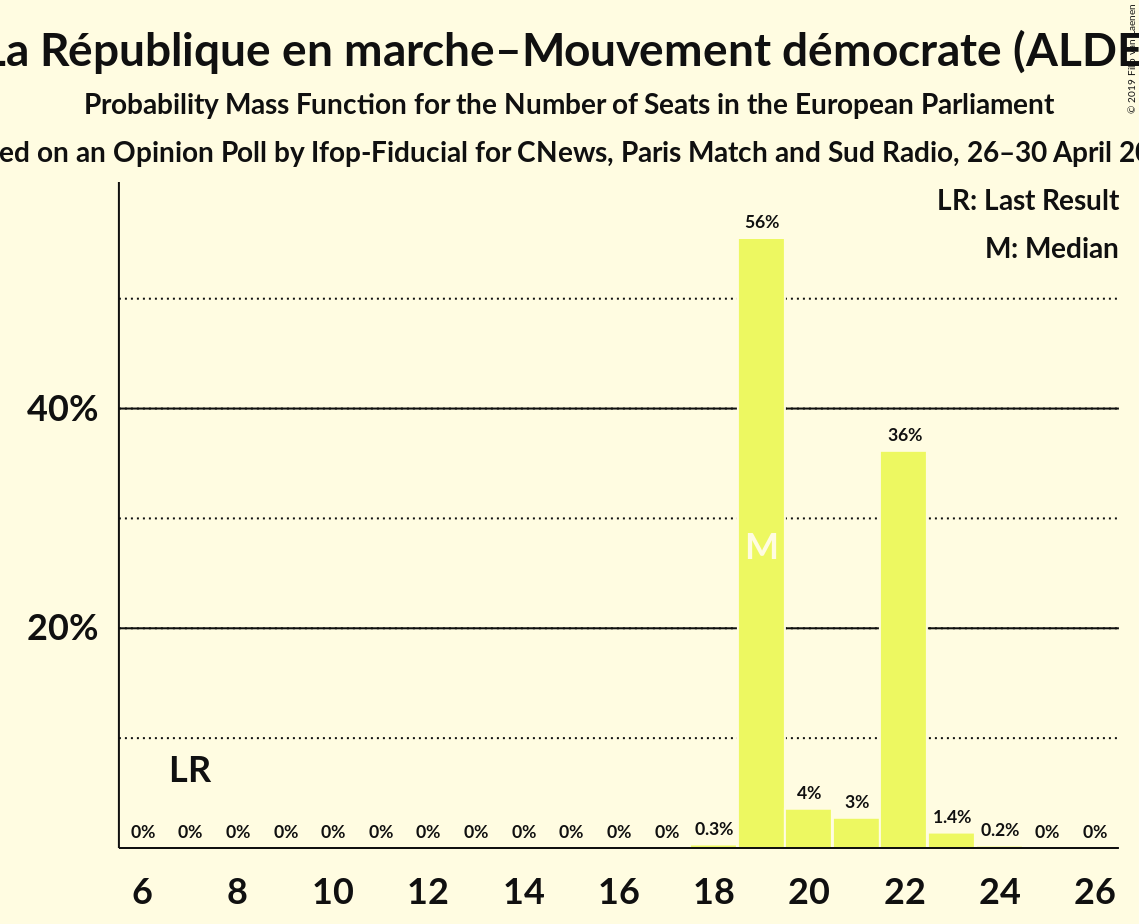 La République en marche–Mouvement démocrate (ALDE
Probability Mass Function for the Number of Seats in the European Parliament
ed on an Opinion Poll by Ifop-Fiducial for CNews, Paris Match and Sud Radio, 26–30 April 20
© 2019
LR: Last Result
M: Median
56%
40%
36%
M
20%
LR
0% 0% 0% 0% 0% 0% 0% 0% 0% 0% 0% 0% 0.3% 4% 3% 1.4% 0.2% 0% 0%
6 8 10 12 14 16 18 20 22 24 26